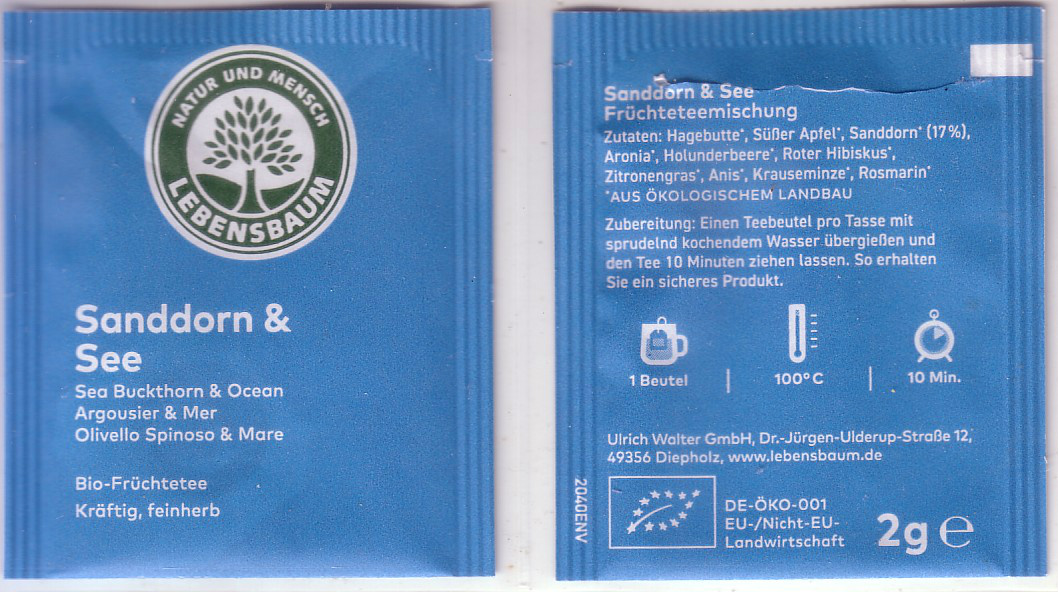 NATUR UND MENSCH
LEBENSBAUM
Sanddorn &
See
Sea Buckthorn & Ocean
Argousier & Mer
Olivello Spinoso & Mare
Bio-Früchtetee
Kräftig, feinherb
Sanddorn & See
Früchteteemischung
Zutaten: Hagebutte*, Süßer Apfel*, Sanddorn* (17%),
Aronia*, Holunderbeere*, Roter Hibiskus*,
Zitronengras*, Anis*, Krauseminze*, Rosmarin*
*AUS ÖKOLOGISCHEM LANDBAU
Zubereitung: Einen Teebeutel pro Tasse mit
sprudelnd kochendem Wasser übergießen und
den Tee 10 Minuten ziehen lassen. So erhalten
Sie ein sicheres Produkt.
1 Beutel | 100°C | 10 Min.
Ulrich Walter GmbH, Dr.-Jürgen-Ulderup-Straße 12,
49356 Diepholz, www.lebensbaum.de
2040ENV
DE-ÖKO-001
EU-/Nicht-EU-
Landwirtschaft
2g ℮